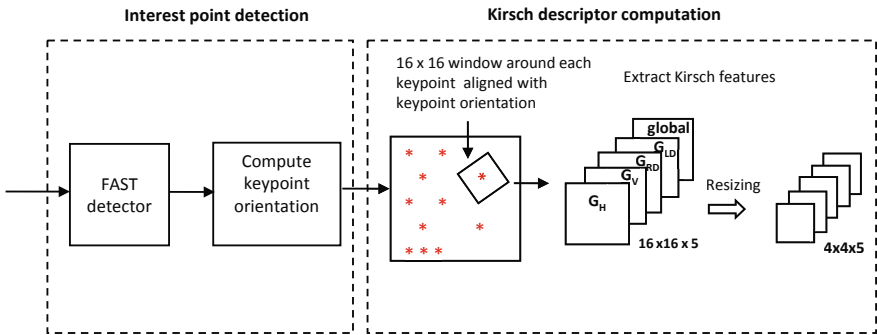 Interest point detection
Kirsch descriptor computation
16 x 16 window around each
keypoint aligned with
keypoint orientation
Extract Kirsch features
FAST
detector
Compute
keypoint
orientation
* *
*
* *
* *
*
* * *
*
global
G_LD
G_RD
G_V
G_H
16 x16 x 5
Resizing
4x4x5